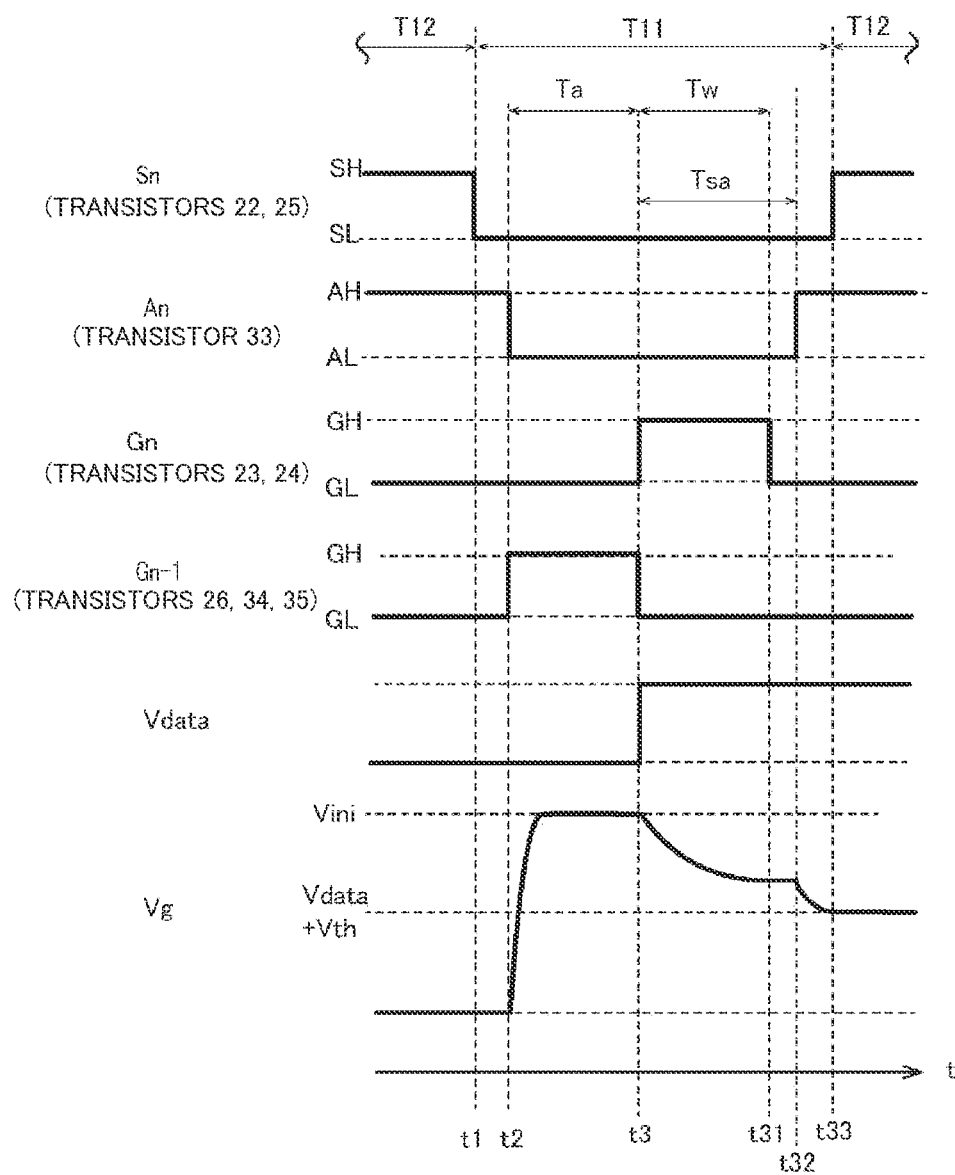 T12 T11 T12
Ta Tw
Tsa
Sn
(TRANSISTORS 22, 25)
SH
SL
An
(TRANSISTOR 33)
AH
AL
Gn
(TRANSISTORS 23, 24)
GH
GL
Gn-1
(TRANSISTORS 26, 34, 35)
GH
GL
Vdata
Vini
Vg
Vdata
+Vth
t
t1 t2 t3 t31 t33
t32